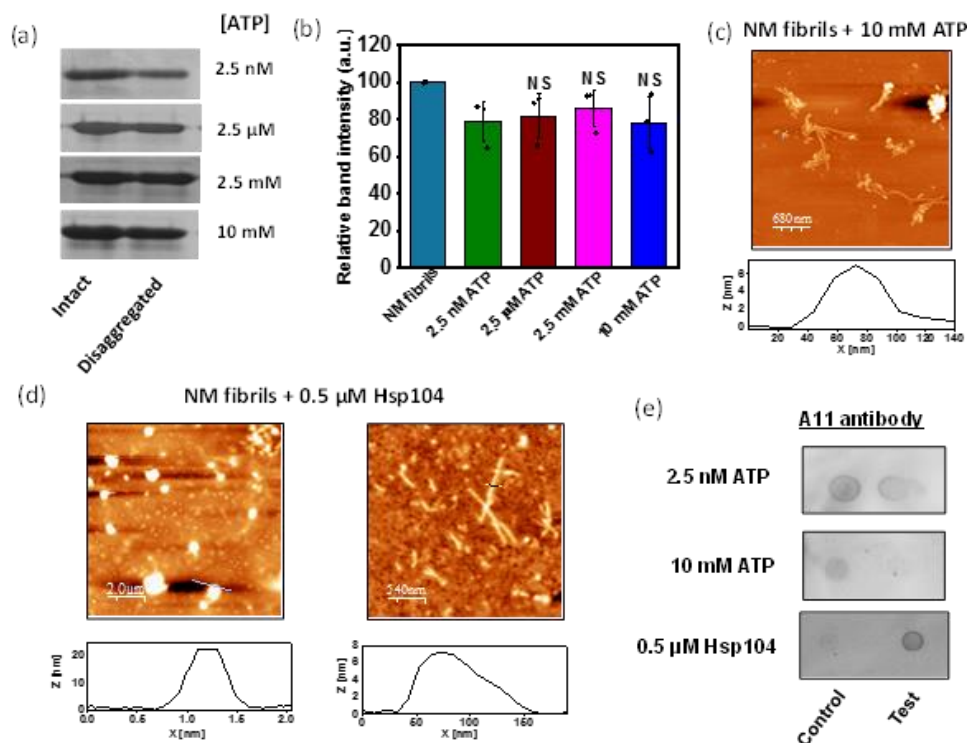 (a)
[ATP]
2.5 nM
2.5 µM
2.5 mM
10 mM
Intact
Disaggregated
(b)
Relative band intensity (a.u.)
120
100
80
60
40
20
0
NS
NS
NS
NM fibrils
2.5 nM ATP
2.5 µM ATP
2.5 mM ATP
10 mM ATP
(c)
NM fibrils + 10 mM ATP
680nm
Z [nm]
6
4
2
0
20
40
60
80
100
120
140
X [nm]
(d)
NM fibrils + 0.5 µM Hsp104
2.0µm
540nm
Z [nm]
20
10
0
0.0
0.5
1.0
1.5
2.0
X [nm]
Z [nm]
8
6
4
2
0
0
50
100
150
X [nm]
(e)
A11 antibody
2.5 nM ATP
10 mM ATP
0.5 µM Hsp104
Control
Test